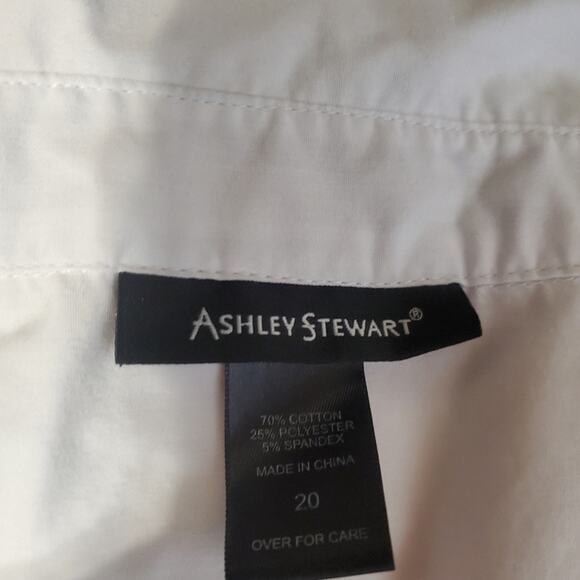 ASHLEY STEWART®
70% COTTON
25% POLYESTER
5% SPANDEX
MADE IN CHINA
20
OVER FOR CARE